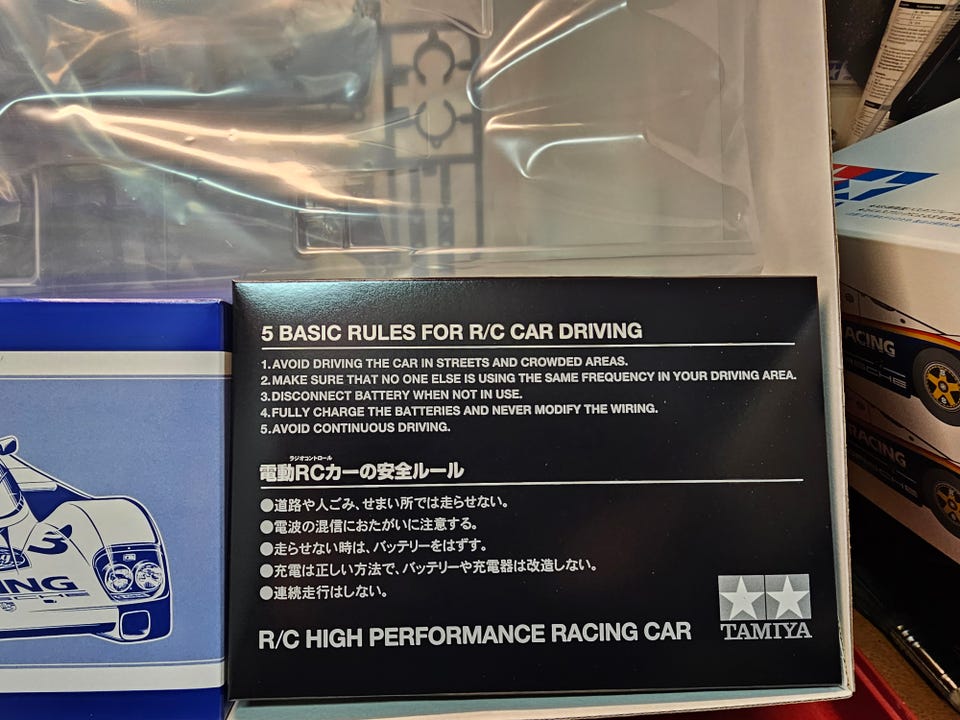 5 BASIC RULES FOR R/C CAR DRIVING
1.AVOID DRIVING THE CAR IN STREETS AND CROWDED AREAS.
2.MAKE SURE THAT NO ONE ELSE IS USING THE SAME FREQUENCY IN YOUR DRIVING AREA.
3.DISCONNECT BATTERY WHEN NOT IN USE.
4.FULLY CHARGE THE BATTERIES AND NEVER MODIFY THE WIRING.
5.AVOID CONTINUOUS DRIVING.
ラジオコントロール
電動RCカーの安全ルール
●道路や人ごみ、せまい所では走らせない。
●電波の混信におたがいに注意する。
●走らせない時は、バッテリーをはずす。
●充電は正しい方法で、バッテリーや充電器は改造しない。
●連続走行はしない。
R/C HIGH PERFORMANCE RACING CAR
TAMIYA
3
ING
RACING
RACING